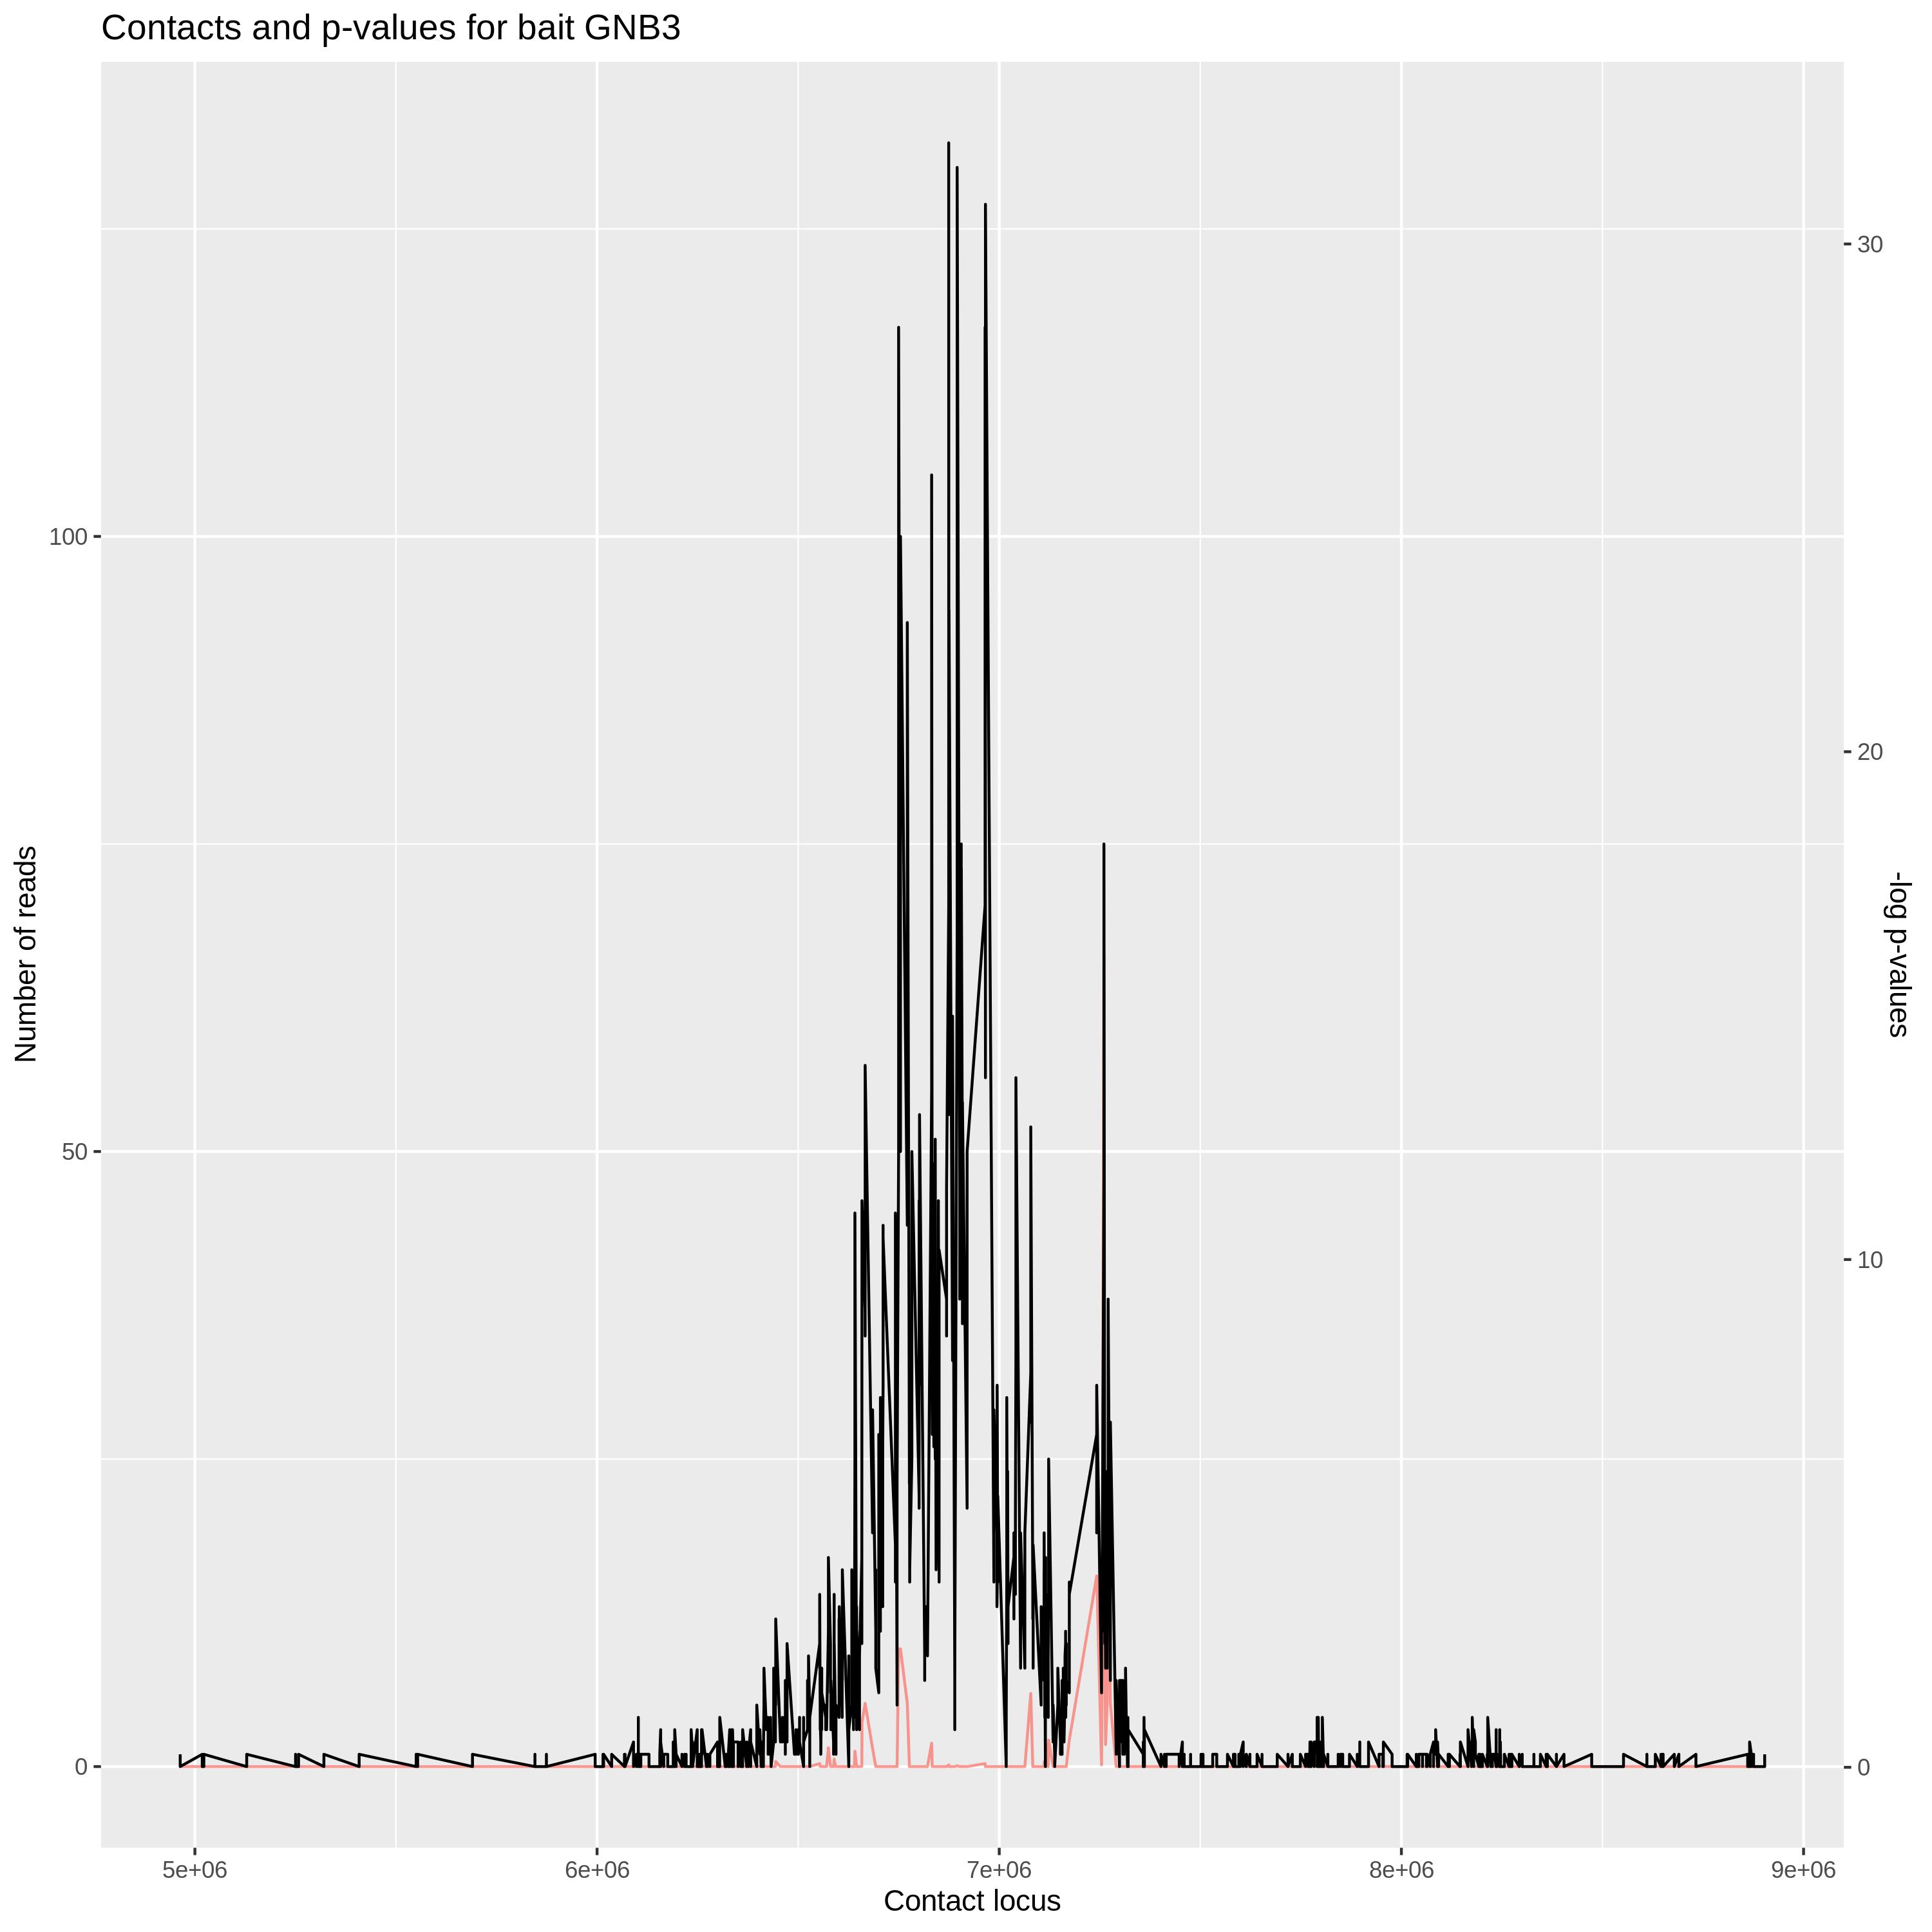 Contacts and p-values for bait GNB3
Number of reads
100
50
0
30
20
10
0
-log p-values
5e+06
6e+06
7e+06
8e+06
9e+06
Contact locus